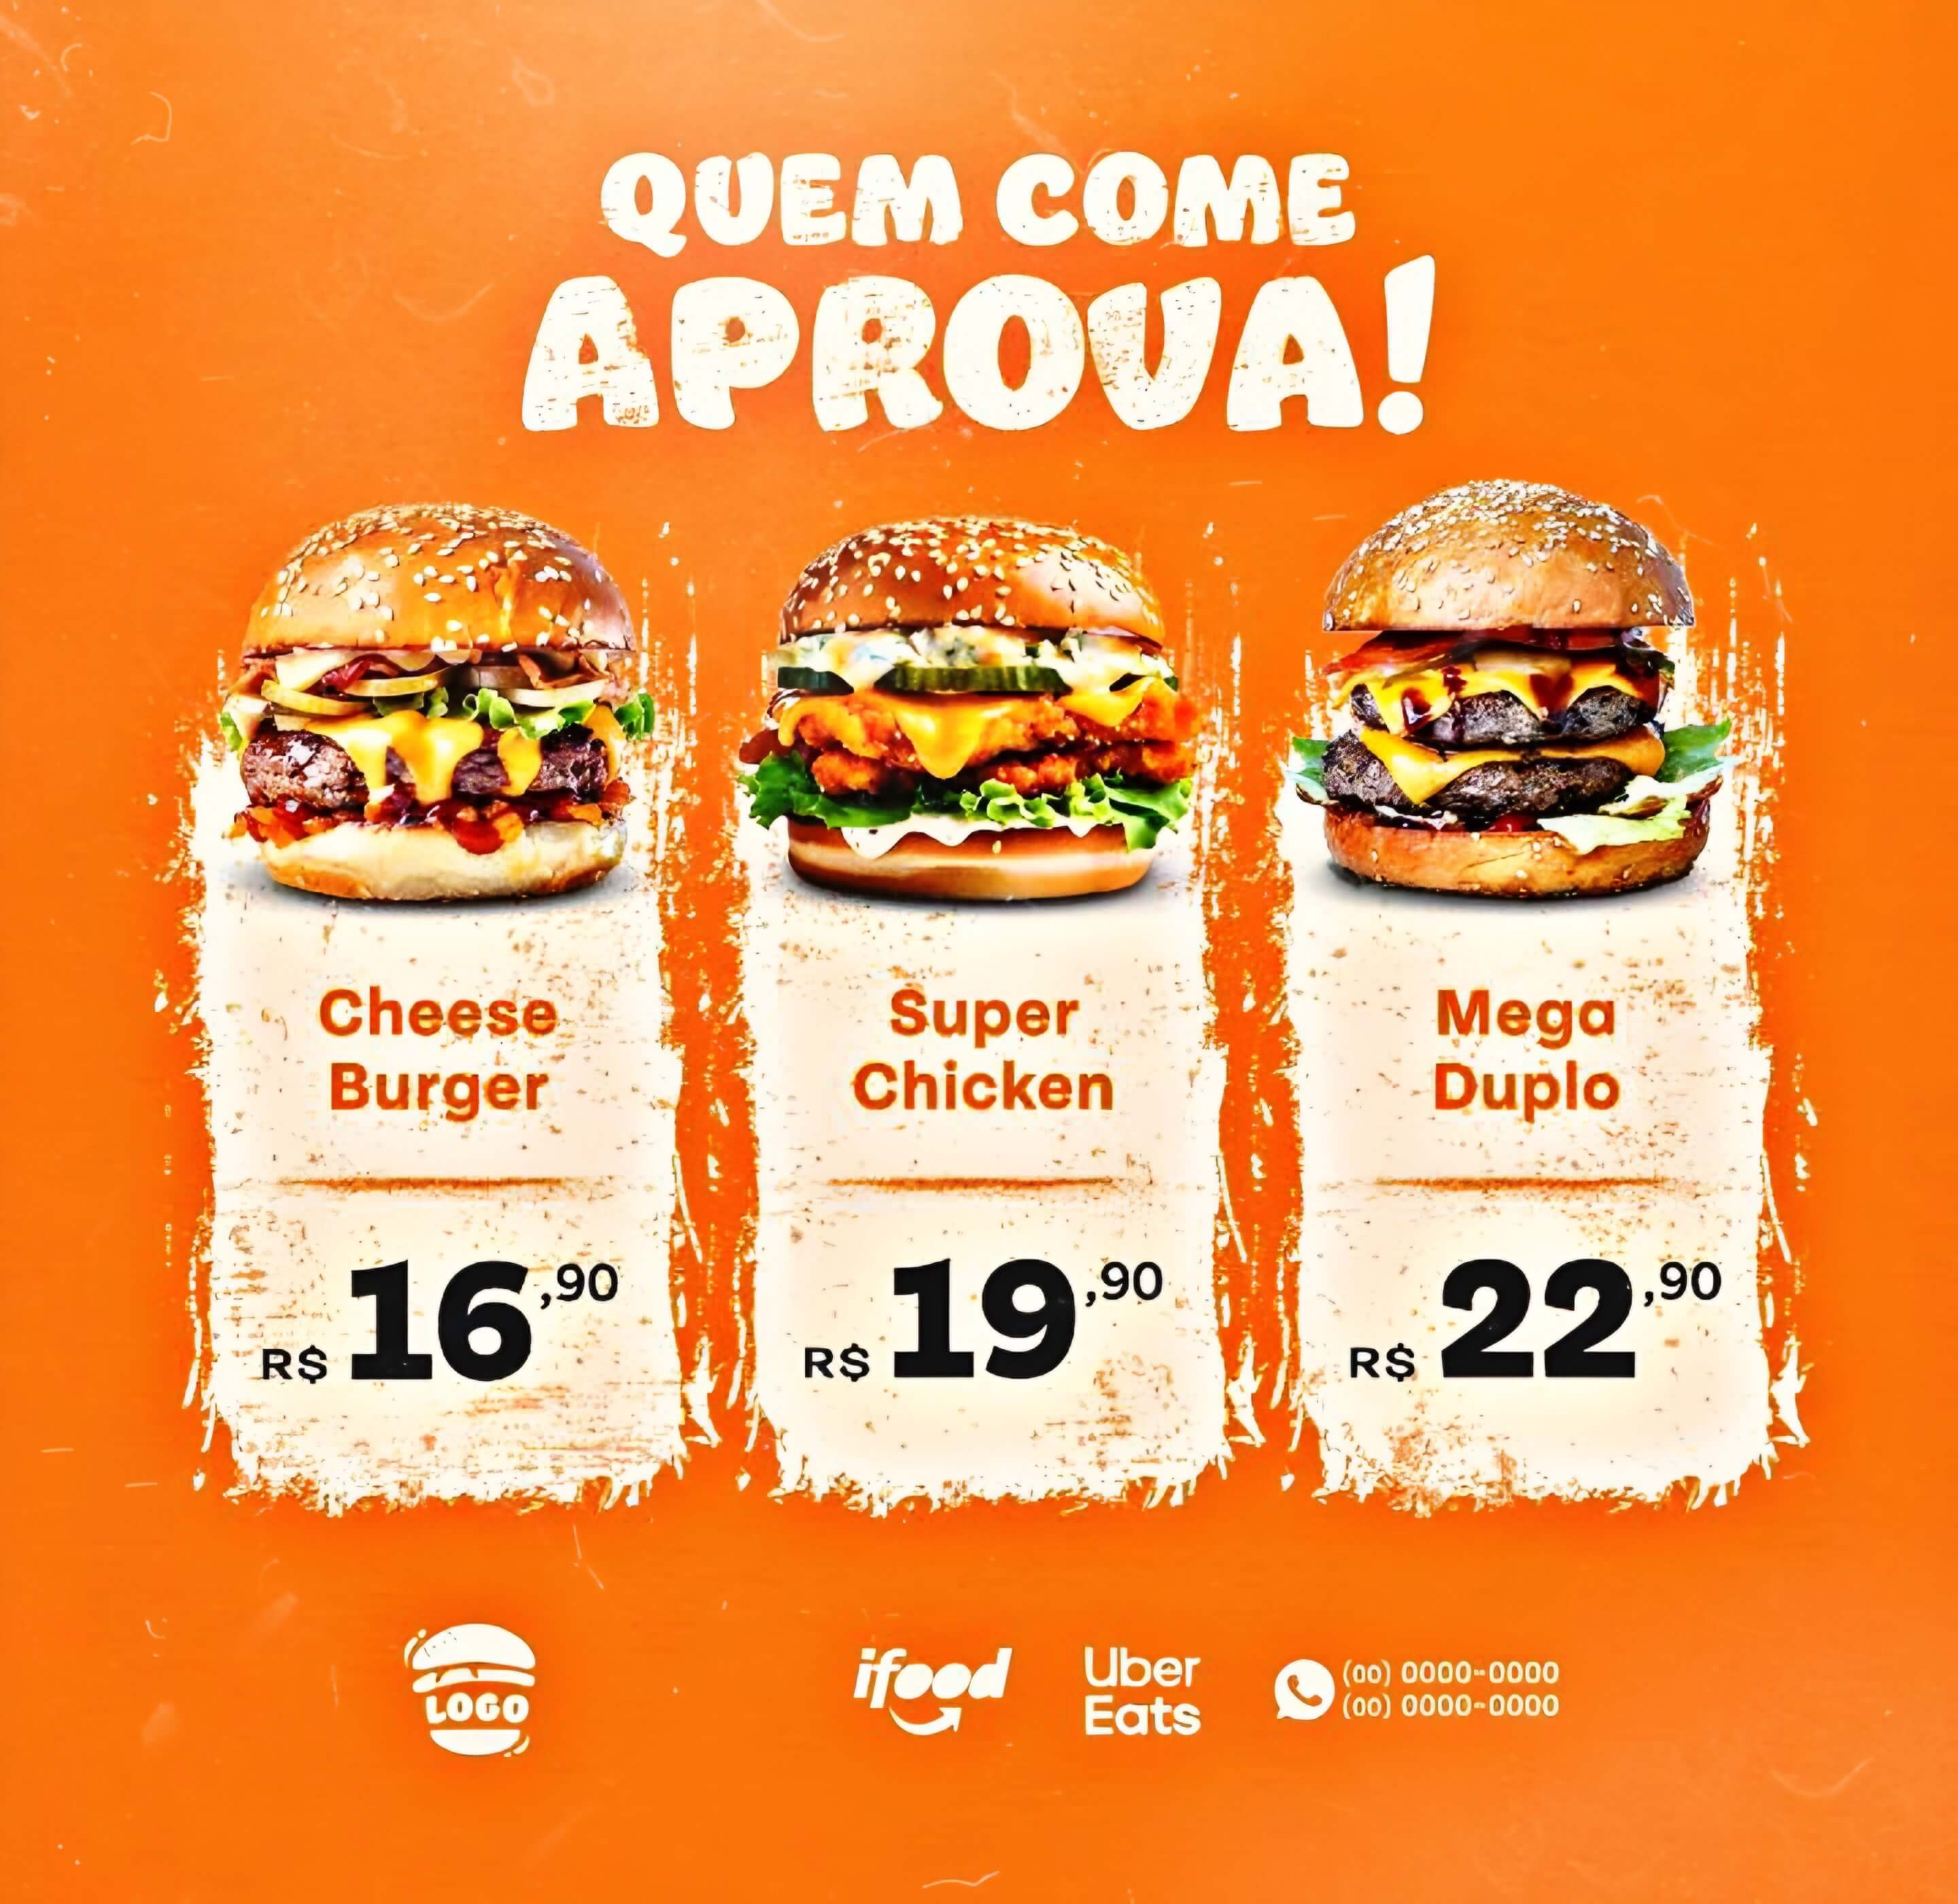 QUEM COME
APROVA!
Cheese
Burger
R$ 16,90
Super
Chicken
R$ 19,90
Mega
Duplo
R$ 22,90
LOGO
ifood
Uber
Eats
(00) 0000-0000
(00) 0000-0000